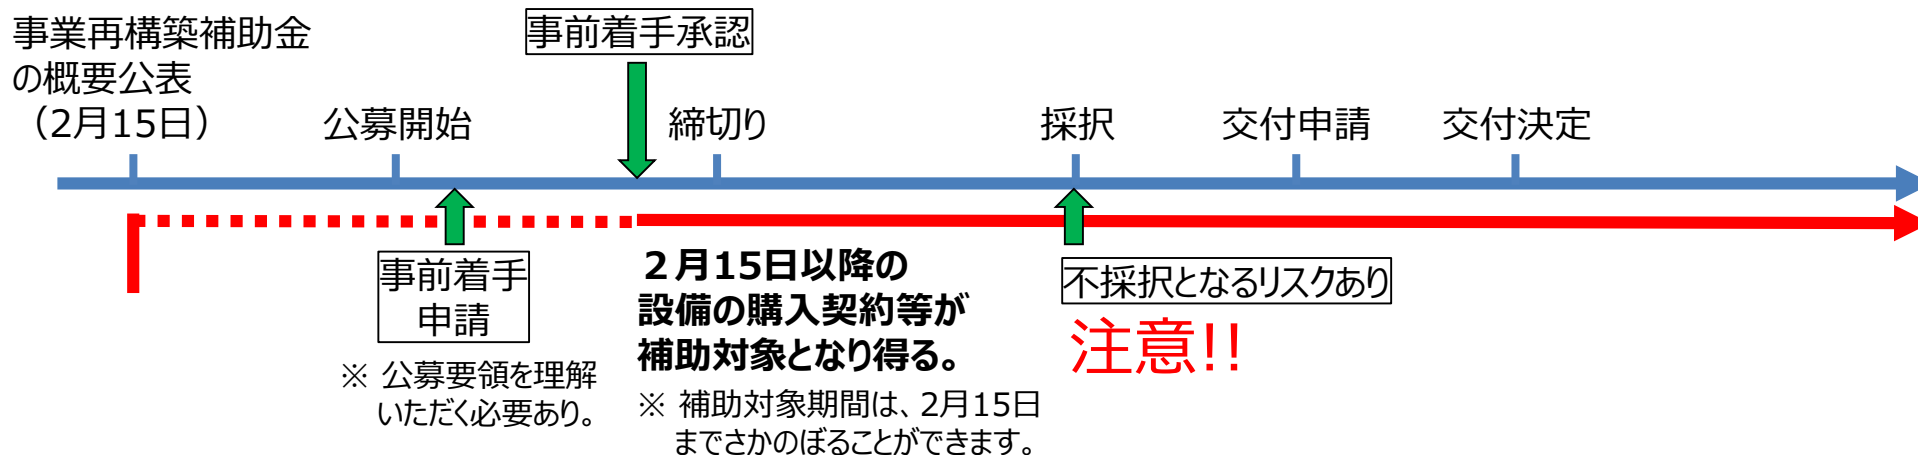 事業再構築補助金
の概要公表
（2月15日）
事前着手承認
公募開始
締切り
採択
交付申請
交付決定
事前着手
申請
※ 公募要領を理解
いただく必要あり。
２月15日以降の
設備の購入契約等が
補助対象となり得る。
※ 補助対象期間は、2月15日
までさかのぼることができます。
不採択となるリスクあり
注意!!